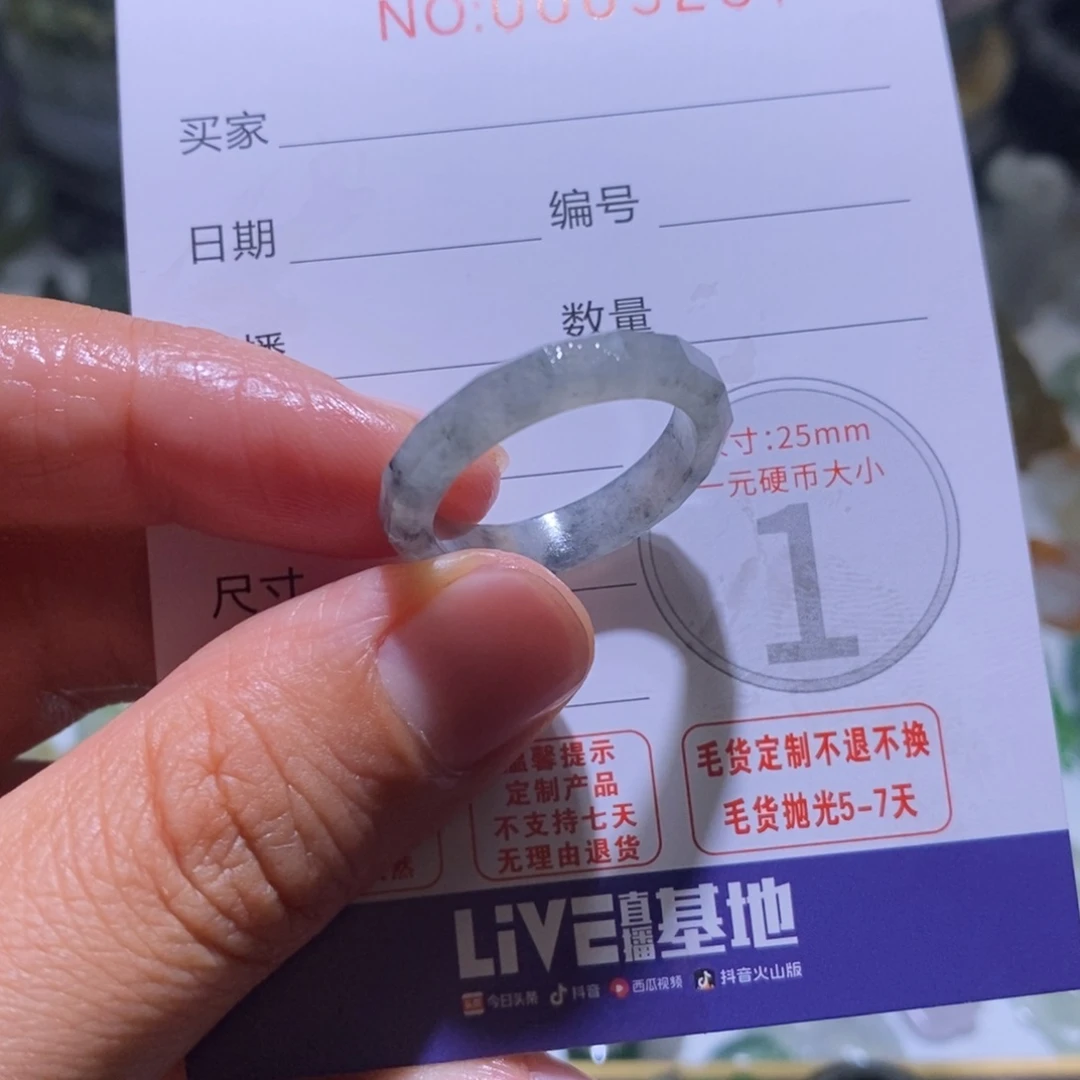 买家
日期
编号
播
数量
寸:25mm
一元硬币大小
1
尺寸
温馨提示
定制产品
不支持七天
无理由退货
毛货定制不退不换
毛货抛光5-7天
LiVE直播基地
今日头条 抖音 西瓜视频 抖音火山版